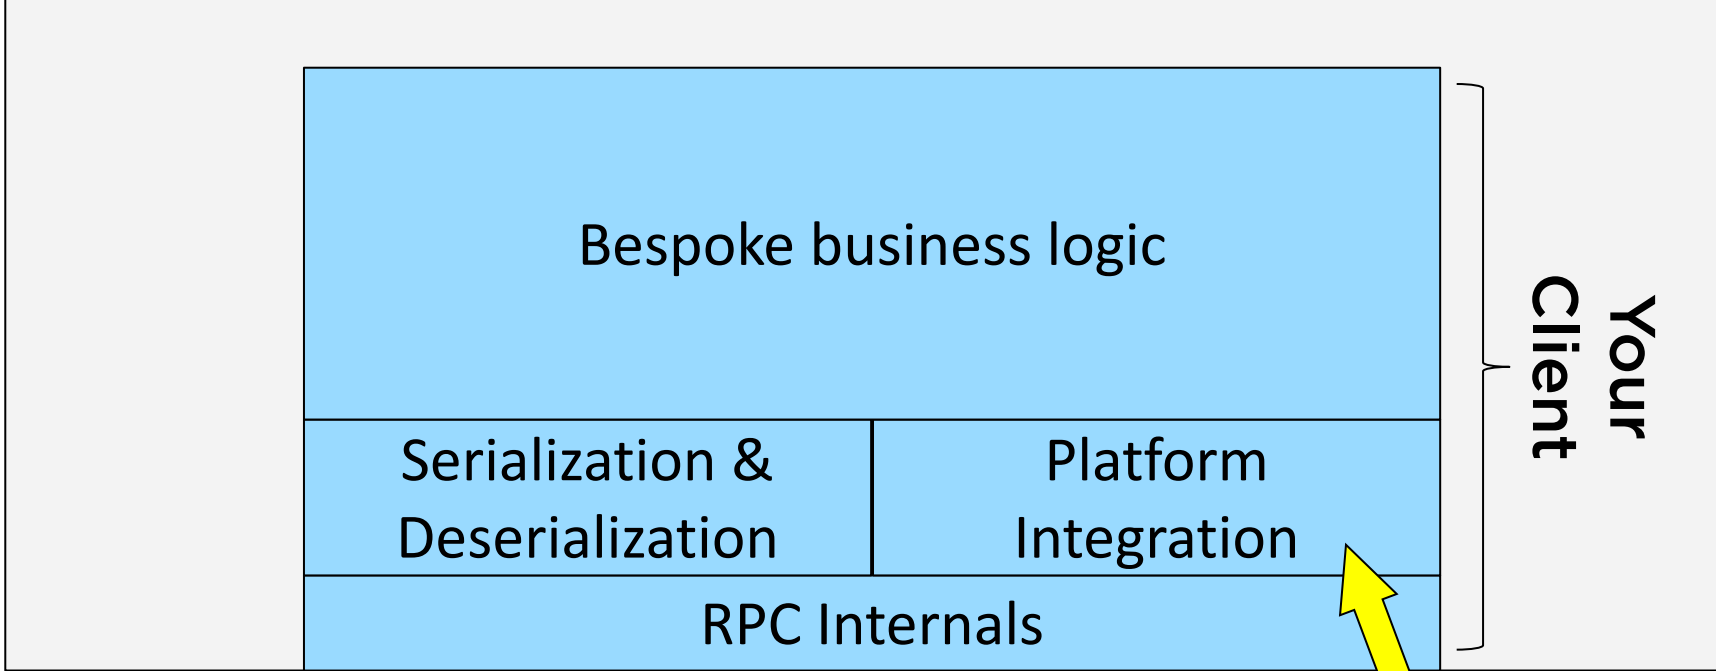 Bespoke business logic
Serialization &
Deserialization
Platform
Integration
RPC Internals
Your
Client